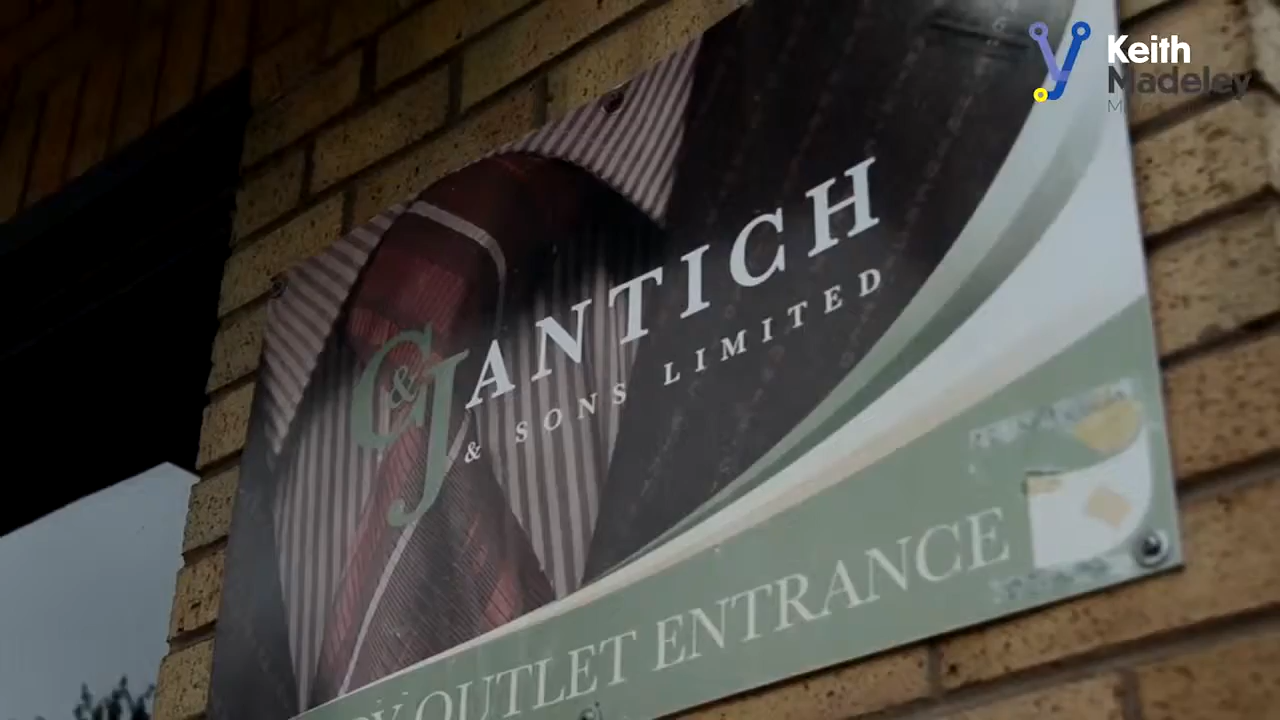 Keith
Madeley
C&J ANTICH
& SONS LIMITED
OUTLET ENTRANCE